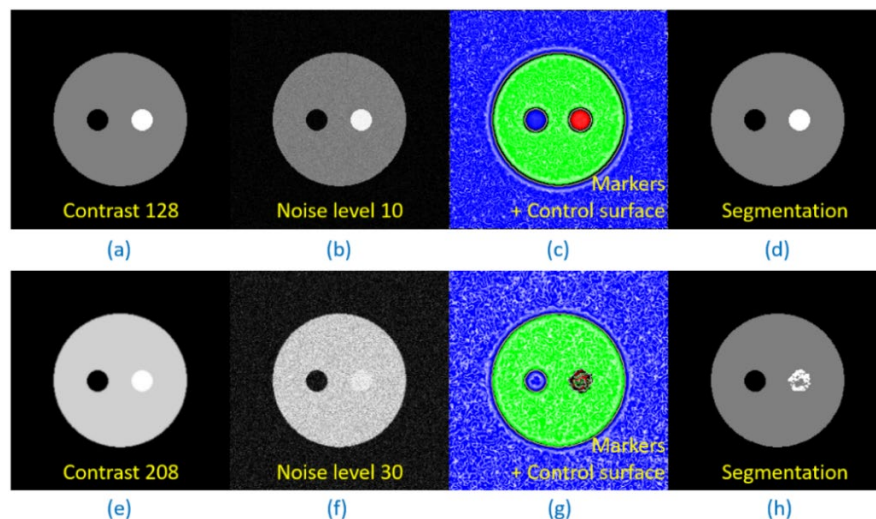 Contrast 128
Noise level 10
Markers
+ Control surface
Segmentation
(a)
(b)
(c)
(d)
Contrast 208
Noise level 30
Markers
+ Control surface
Segmentation
(e)
(f)
(g)
(h)